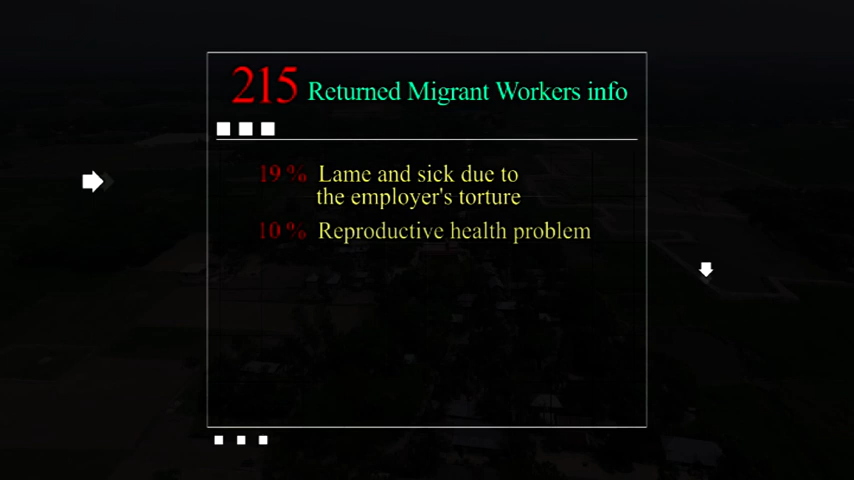 215 Returned Migrant Workers info
19% Lame and sick due to
the employer's torture
10% Reproductive health problem